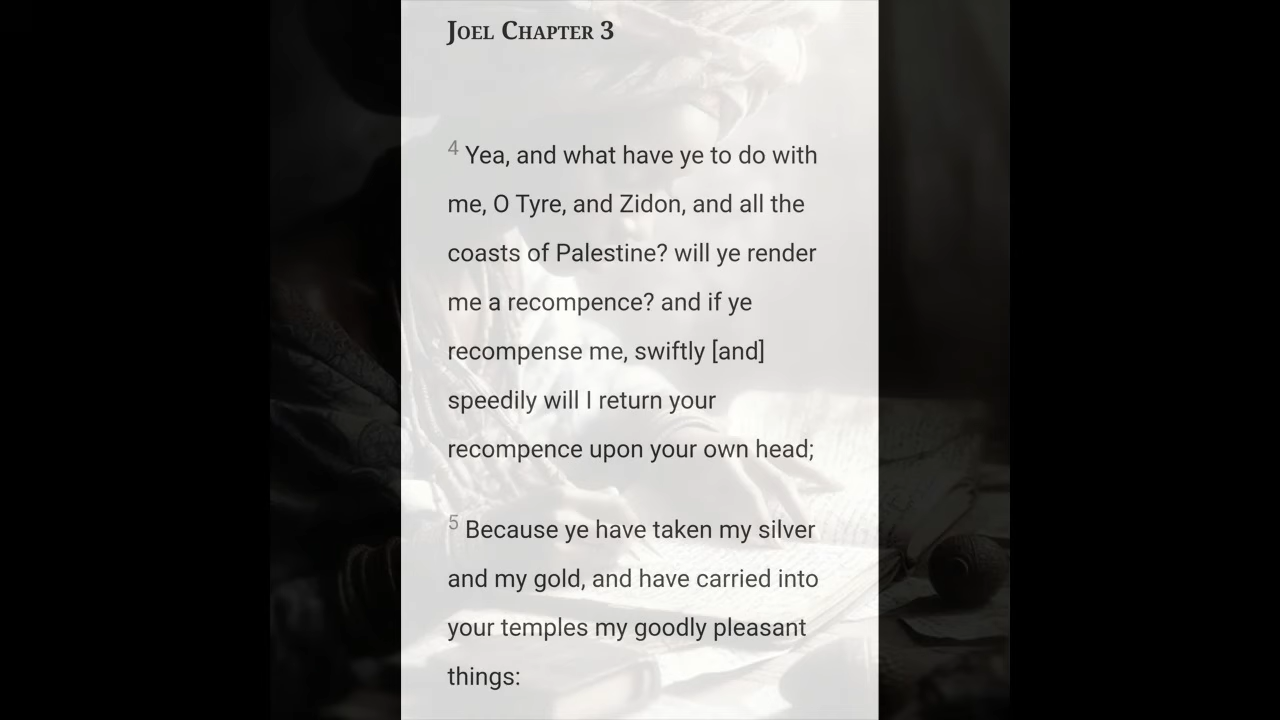 Joel Chapter 3
4 Yea, and what have ye to do with
me, O Tyre, and Zidon, and all the
coasts of Palestine? will ye render
me a recompence? and if ye
recompense me, swiftly [and]
speedily will I return your
recompence upon your own head;
5 Because ye have taken my silver
and my gold, and have carried into
your temples my goodly pleasant
things: